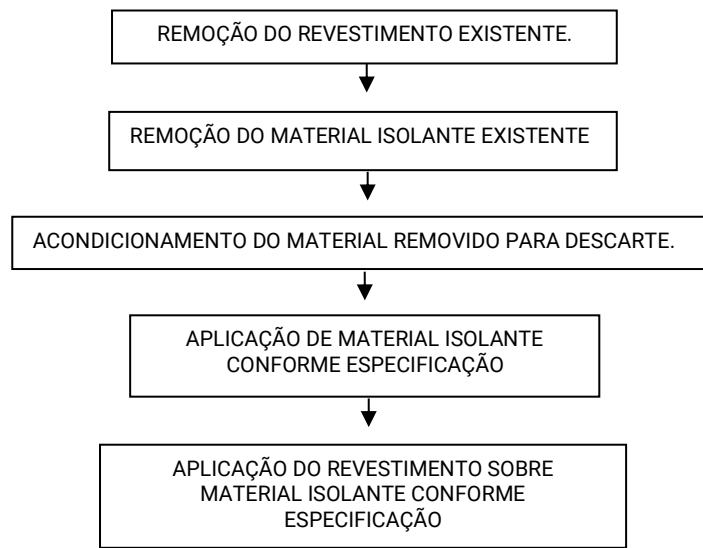 REMOÇÃO DO REVESTIMENTO EXISTENTE.
REMOÇÃO DO MATERIAL ISOLANTE EXISTENTE
ACONDICIONAMENTO DO MATERIAL REMOVIDO PARA DESCARTE.
APLICAÇÃO DE MATERIAL ISOLANTE
CONFORME ESPECIFICAÇÃO
APLICAÇÃO DO REVESTIMENTO SOBRE
MATERIAL ISOLANTE CONFORME
ESPECIFICAÇÃO